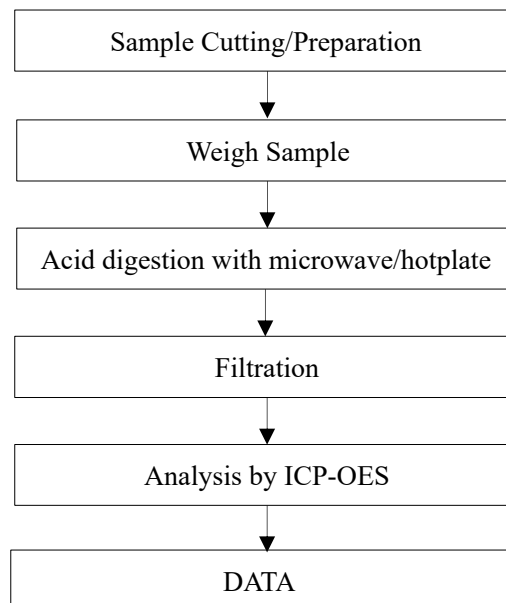 Sample Cutting/Preparation
Weigh Sample
Acid digestion with microwave/hotplate
Filtration
Analysis by ICP-OES
DATA